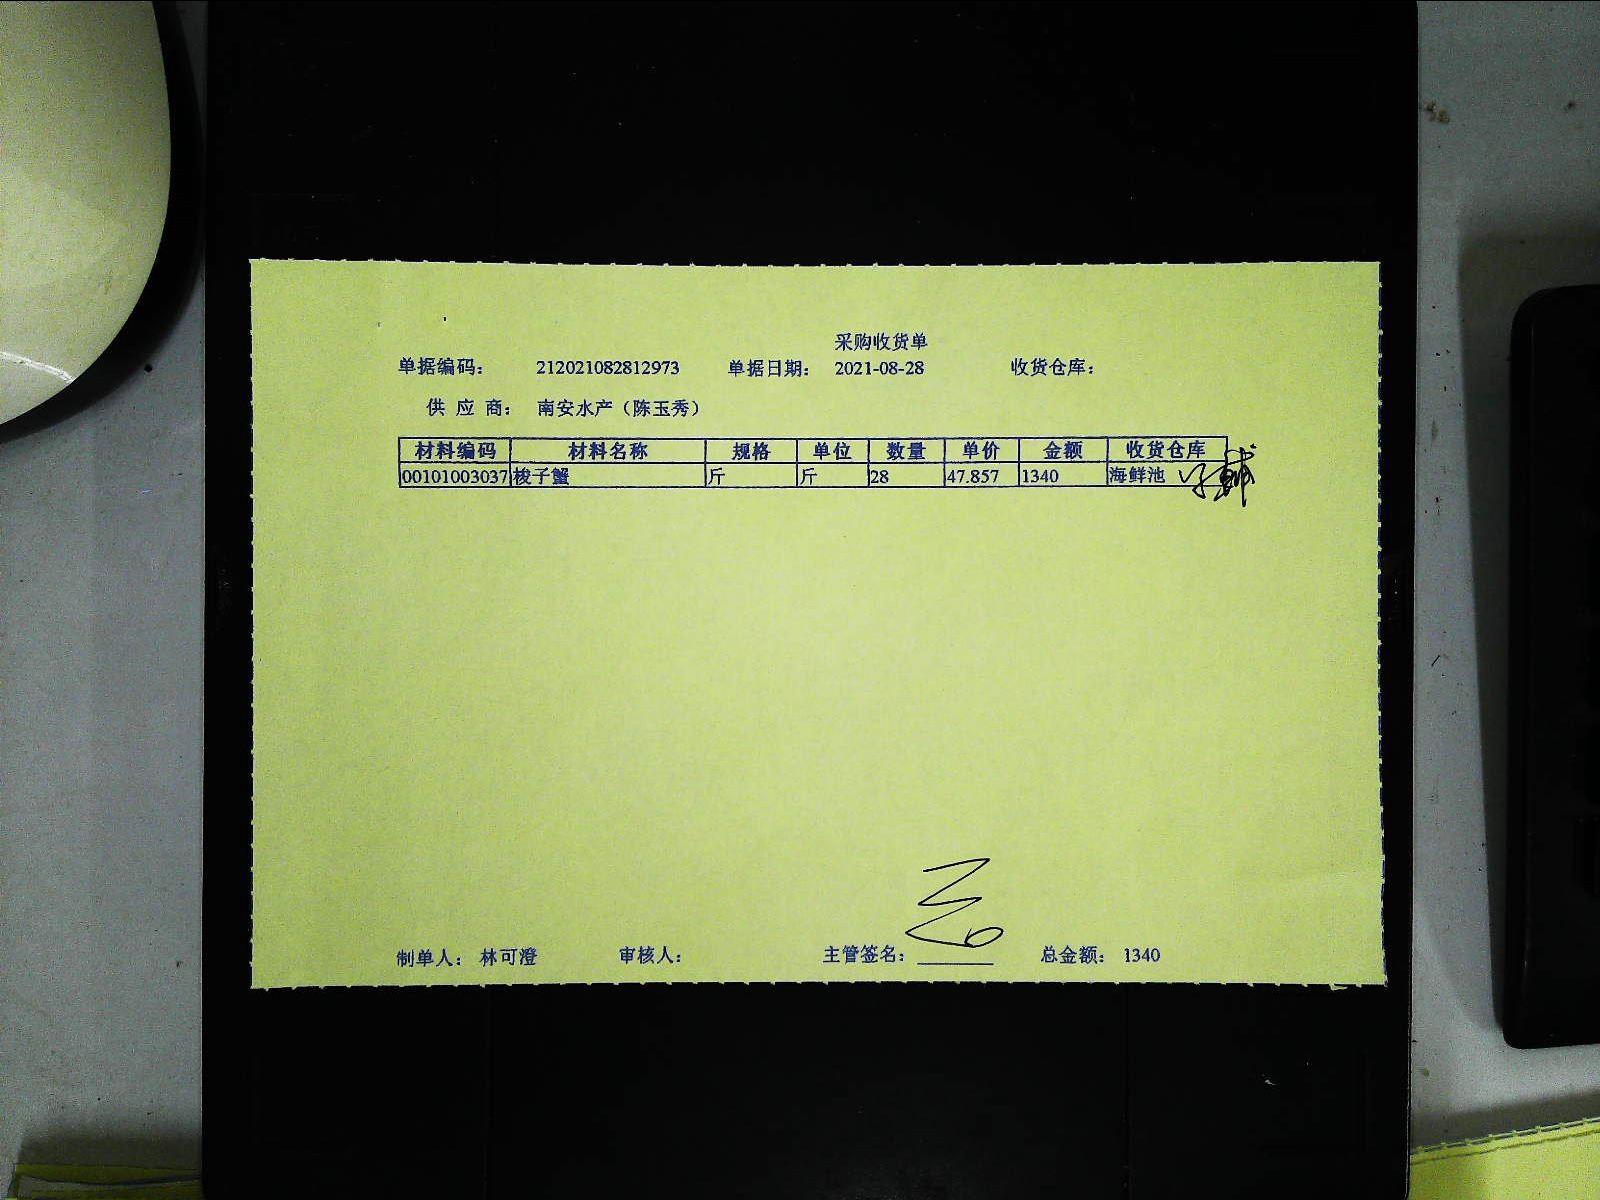 采购收货单
单据编码： 212021082812973 单据日期： 2021-08-28 收货仓库：
供 应 商： 南安水产（陈玉秀）
材料编码 材料名称 规格 单位 数量 单价 金额 收货仓库
00101003037 梭子蟹 斤 斤 28 47.857 1340 海鲜池
制单人： 林可澄 审核人： 主管签名： 总金额： 1340